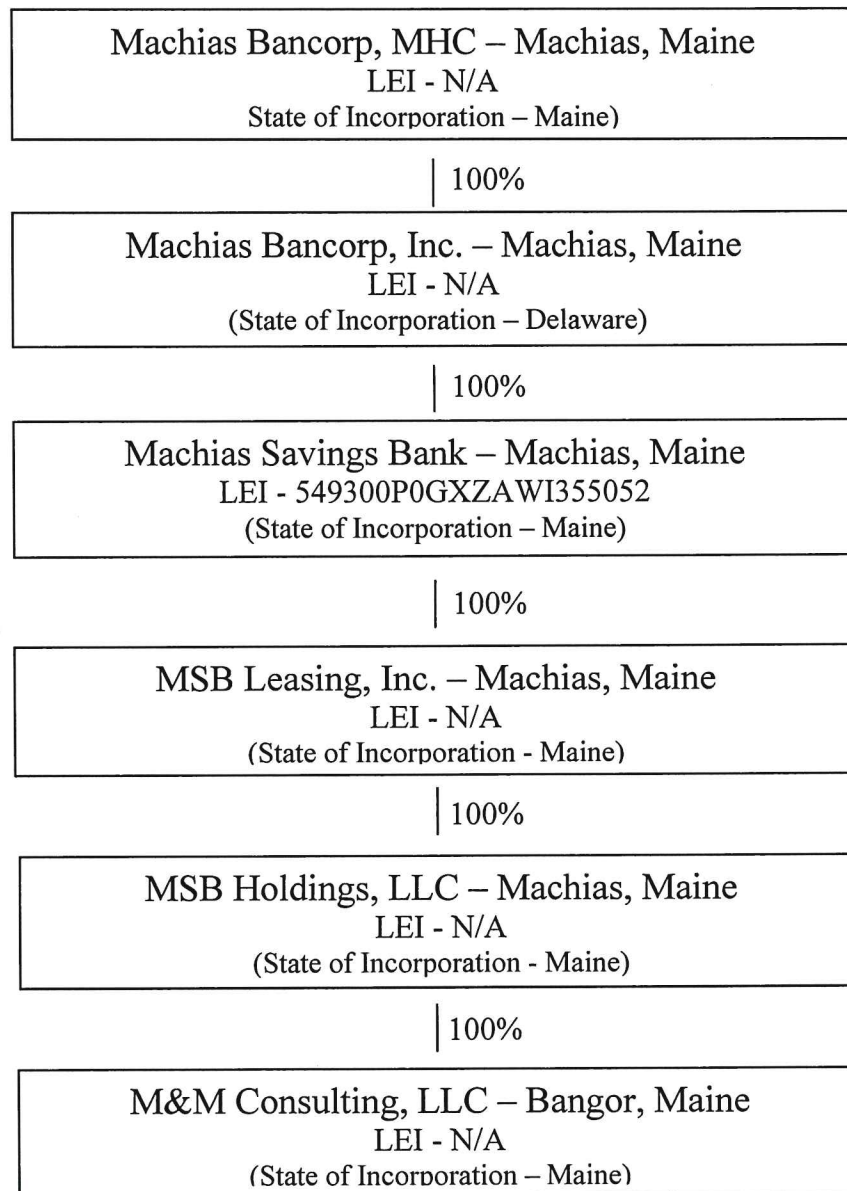 Machias Bancorp, MHC – Machias, Maine
LEI - N/A
State of Incorporation – Maine)
100%
Machias Bancorp, Inc. – Machias, Maine
LEI - N/A
(State of Incorporation – Delaware)
100%
Machias Savings Bank – Machias, Maine
LEI - 549300P0GXZAWI355052
(State of Incorporation – Maine)
100%
MSB Leasing, Inc. – Machias, Maine
LEI - N/A
(State of Incorporation - Maine)
100%
MSB Holdings, LLC – Machias, Maine
LEI - N/A
(State of Incorporation - Maine)
100%
M&M Consulting, LLC – Bangor, Maine
LEI - N/A
(State of Incorporation – Maine)